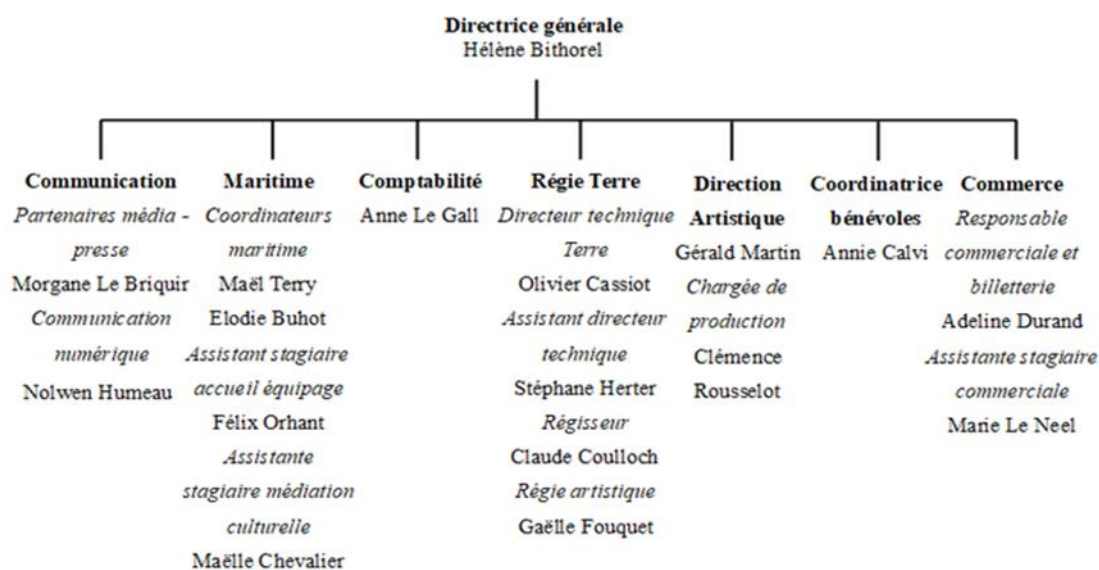 Directrice générale
Hélène Bithorel
Communication
Partenaires média -
presse
Morgane Le Briquir
Communication
numérique
Nolwen Humeau
Maritime
Coordinateurs
maritime
Maël Terry
Elodie Buhot
Assistant stagiaire
accueil équipage
Félix Orhant
Assistante
stagiaire médiation
culturelle
Maëlle Chevalier
Comptabilité
Anne Le Gall
Régie Terre
Directeur technique
Terre
Olivier Cassiot
Assistant directeur
technique
Stéphane Herter
Régisseur
Claude Coulloch
Régie artistique
Gaëlle Fouquet
Direction
Artistique
Gérald Martin
Chargée de
production
Clémence
Rousselot
Coordinatrice
bénévoles
Annie Calvi
Commerce
Responsable
commerciale et
billetterie
Adeline Durand
Assistante stagiaire
commerciale
Marie Le Neel